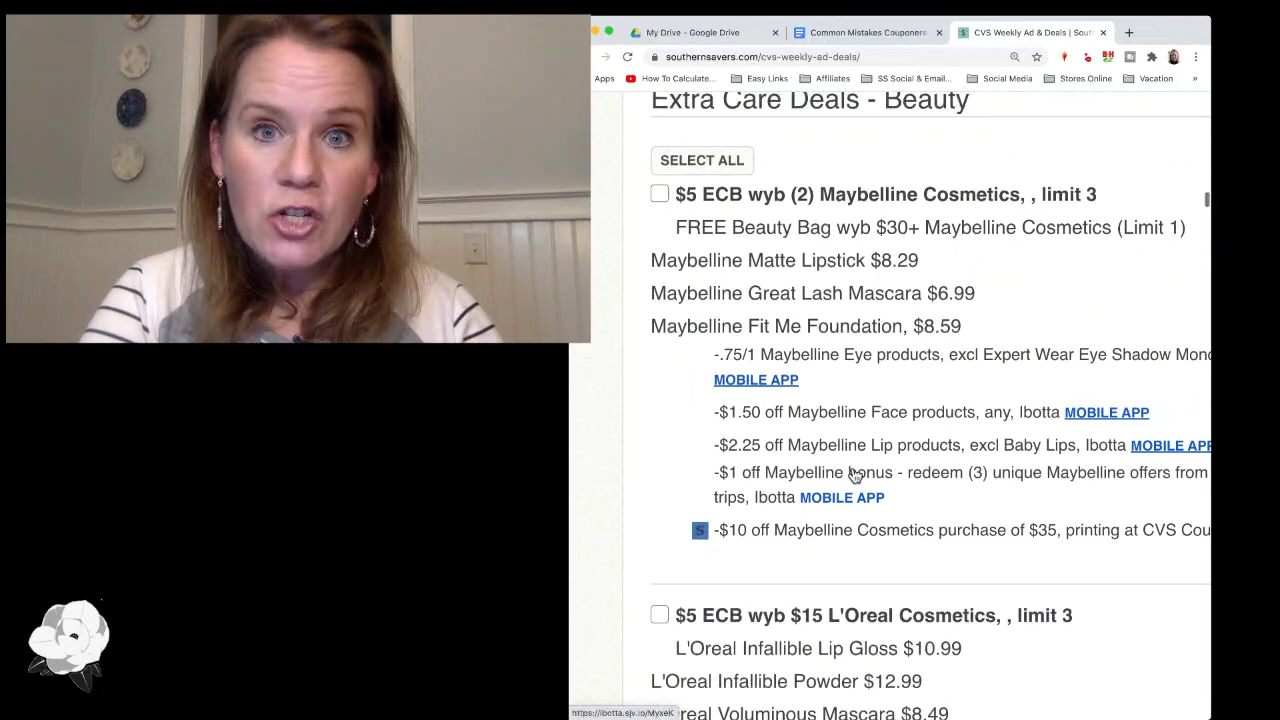 My Drive - Google Drive
Common Mistakes Couponers
CVS Weekly Ad & Deals | Sout
southernsavers.com/cvs-weekly-ad-deals/
Apps How To Calculate... Easy Links Affiliates SS Social & Email... Social Media Stores Online Vacation »
Extra Care Deals - Beauty
SELECT ALL
$5 ECB wyb (2) Maybelline Cosmetics, , limit 3
FREE Beauty Bag wyb $30+ Maybelline Cosmetics (Limit 1)
Maybelline Matte Lipstick $8.29
Maybelline Great Lash Mascara $6.99
Maybelline Fit Me Foundation, $8.59
-.75/1 Maybelline Eye products, excl Expert Wear Eye Shadow Mono
MOBILE APP
-$1.50 off Maybelline Face products, any, Ibotta MOBILE APP
-$2.25 off Maybelline Lip products, excl Baby Lips, Ibotta MOBILE APP
-$1 off Maybelline bonus - redeem (3) unique Maybelline offers from
trips, Ibotta MOBILE APP
S -$10 off Maybelline Cosmetics purchase of $35, printing at CVS Cou
$5 ECB wyb $15 L'Oreal Cosmetics, , limit 3
L'Oreal Infallible Lip Gloss $10.99
L'Oreal Infallible Powder $12.99
real Voluminous Mascara $8.49
https://ibotta.sjv.io/MyxeK